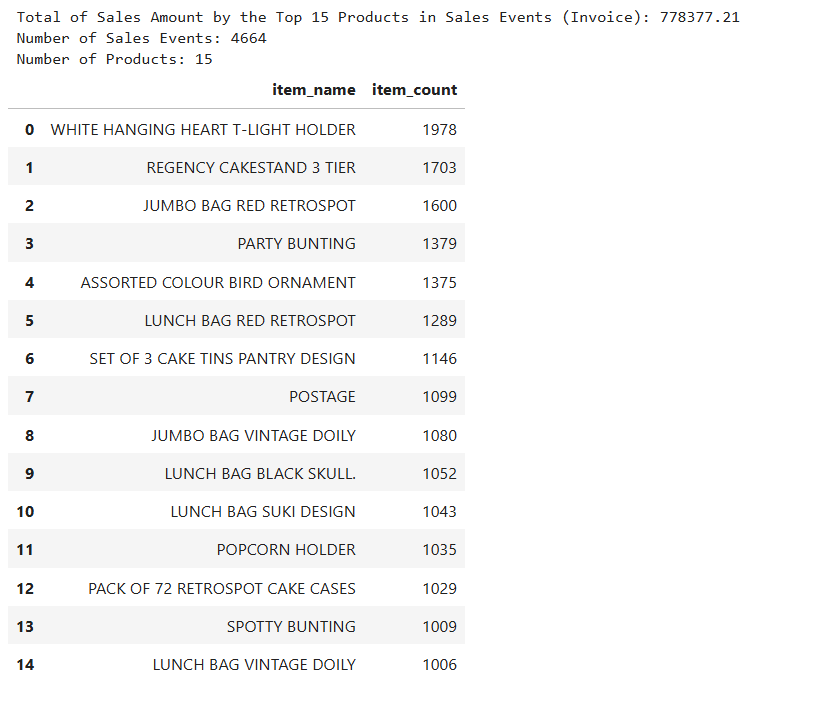 Total of Sales Amount by the Top 15 Products in Sales Events (Invoice): 778377.21
Number of Sales Events: 4664
Number of Products: 15
item_name item_count
0 WHITE HANGING HEART T-LIGHT HOLDER 1978
1 REGENCY CAKESTAND 3 TIER 1703
2 JUMBO BAG RED RETROSPOT 1600
3 PARTY BUNTING 1379
4 ASSORTED COLOUR BIRD ORNAMENT 1375
5 LUNCH BAG RED RETROSPOT 1289
6 SET OF 3 CAKE TINS PANTRY DESIGN 1146
7 POSTAGE 1099
8 JUMBO BAG VINTAGE DOILY 1080
9 LUNCH BAG BLACK SKULL. 1052
10 LUNCH BAG SUKI DESIGN 1043
11 POPCORN HOLDER 1035
12 PACK OF 72 RETROSPOT CAKE CASES 1029
13 SPOTTY BUNTING 1009
14 LUNCH BAG VINTAGE DOILY 1006